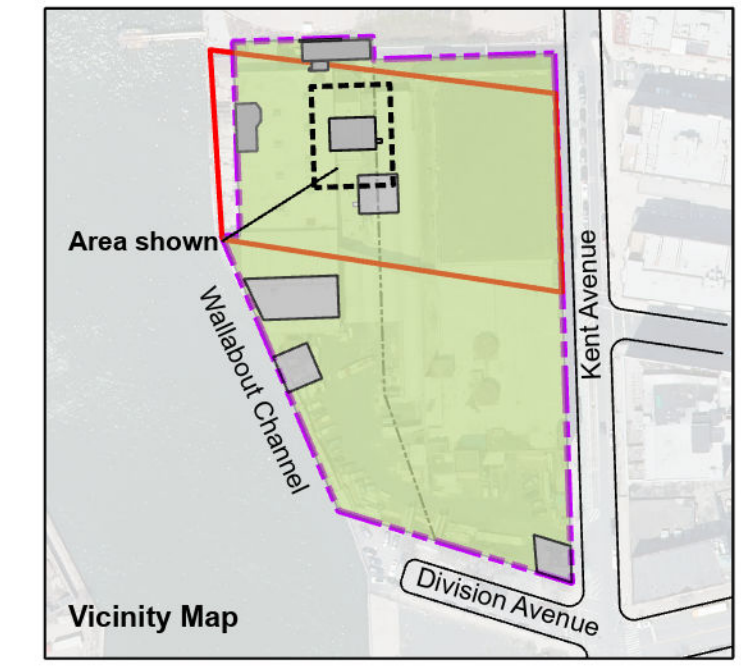 Area shown
Kent Avenue
Wallabout Channel
Division Avenue
Vicinity Map